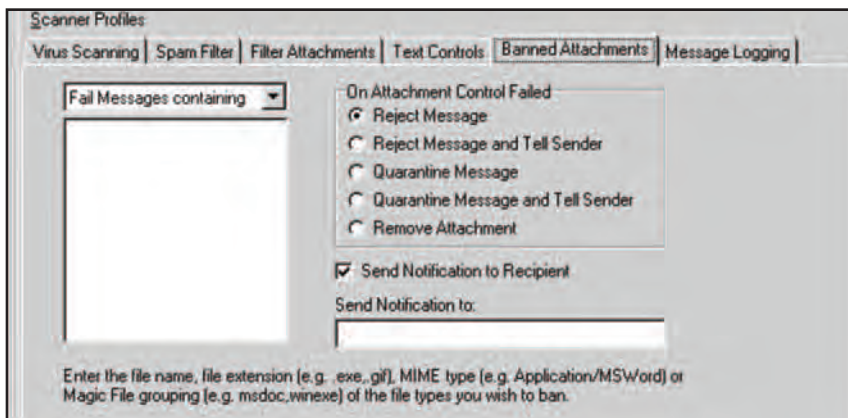 Scanner Profiles
Virus Scanning Spam Filter Filter Attachments Text Controls Banned Attachments Message Logging
Fail Messages containing
On Attachment Control Failed
Reject Message
Reject Message and Tell Sender
Quarantine Message
Quarantine Message and Tell Sender
Remove Attachment
Send Notification to Recipient
Send Notification to:
Enter the file name, file extension (e.g. .exe,.gif), MIME type (e.g. Application/MSWord) or
Magic File grouping (e.g. msdoc,winexe) of the file types you wish to ban.